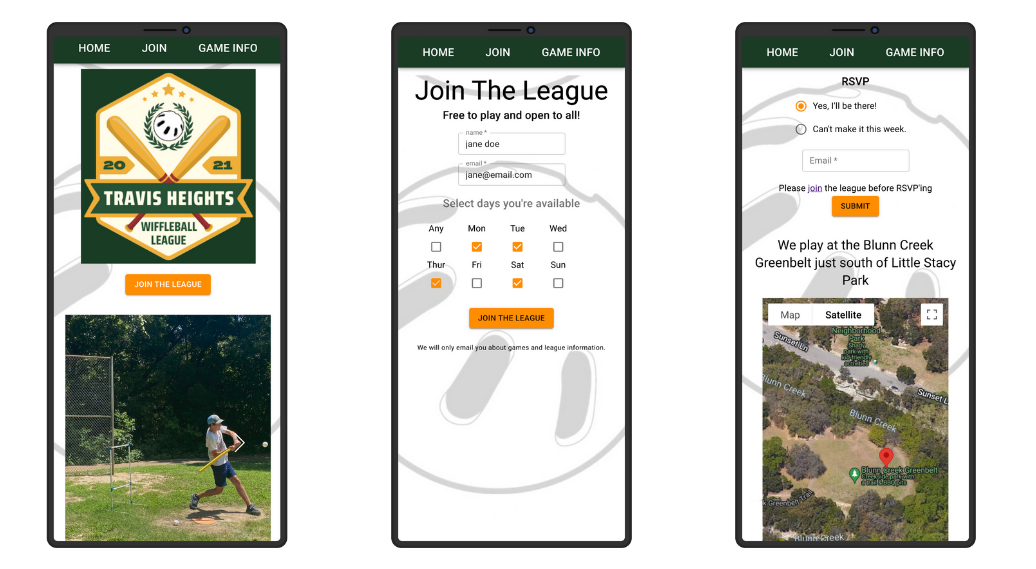 HOME JOIN GAME INFO
20 21
TRAVIS HEIGHTS
WIFFLEBALL
LEAGUE
JOIN THE LEAGUE
HOME JOIN GAME INFO
Join The League
Free to play and open to all!
name *
jane doe
email *
jane@email.com
Select days you're available
Any Mon Tue Wed
Thur Fri Sat Sun
JOIN THE LEAGUE
We will only email you about games and league information.
HOME JOIN GAME INFO
RSVP
Yes, I'll be there!
Can't make it this week.
Email *
Please join the league before RSVP'ing
SUBMIT
We play at the Blunn Creek
Greenbelt just south of Little Stacy
Park
Map Satellite
Neighborhood
Park
Sunset Ln
Sunset L
Blunn Creek
Blunn Creek
Blunn Creek Greenbelt
k Greenbelt Trail
Blunn Creek